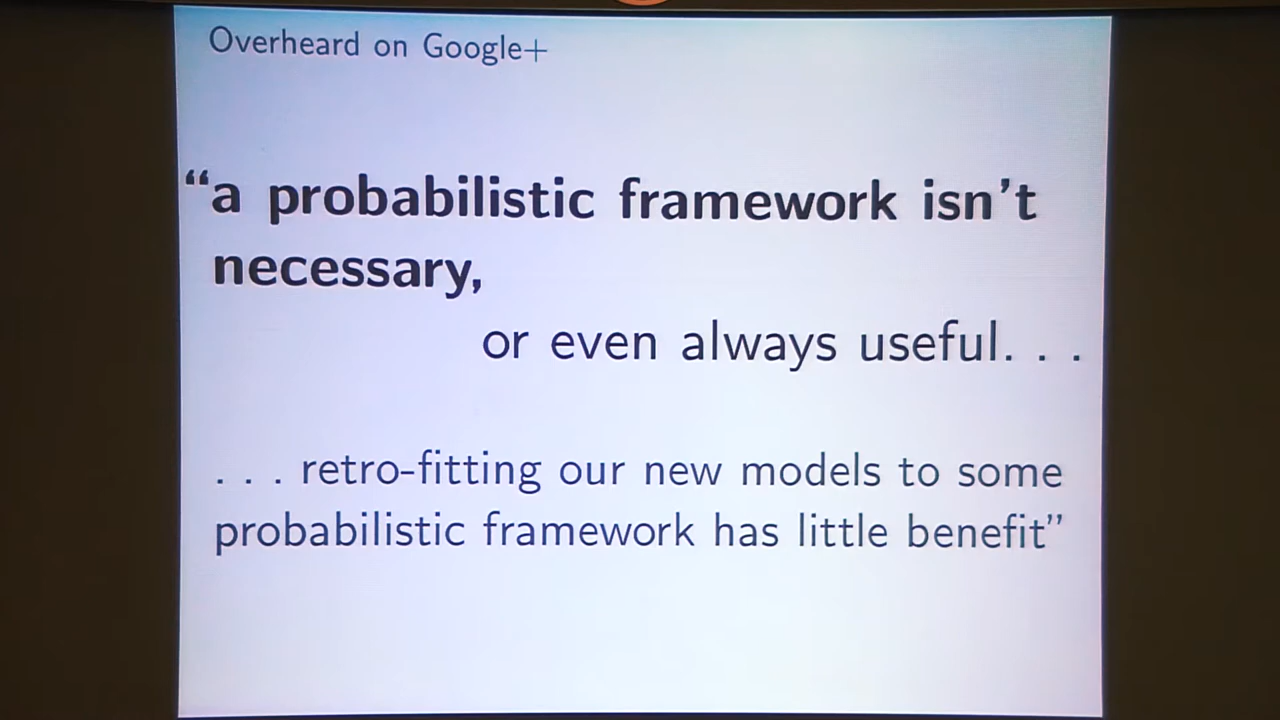 Overheard on Google+
“a probabilistic framework isn’t
necessary,
or even always useful. . .
. . . retro-fitting our new models to some
probabilistic framework has little benefit”